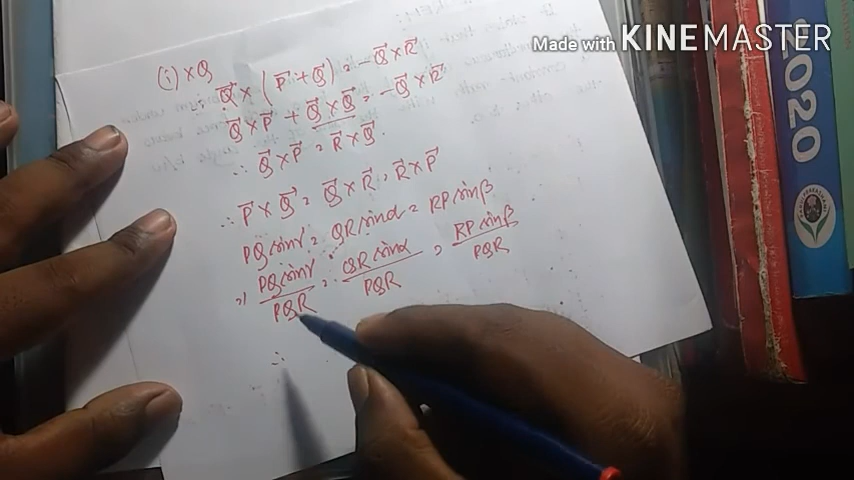 Made with KINEMASTER
(i) × Q
∴ Q⃗ × (P⃗ + Q⃗) = - Q⃗ × R⃗
Q⃗ × P⃗ + Q⃗ × Q⃗ = - Q⃗ × R⃗
∴ Q⃗ × P⃗ = R⃗ × Q⃗.
∴ P⃗ × Q⃗ = Q⃗ × R⃗ = R⃗ × P⃗
PQ sinγ = QR sinα = RP sinβ
⇒ PQ sinγ / PQR = QR sinα / PQR = RP sinβ / PQR
∴
2020